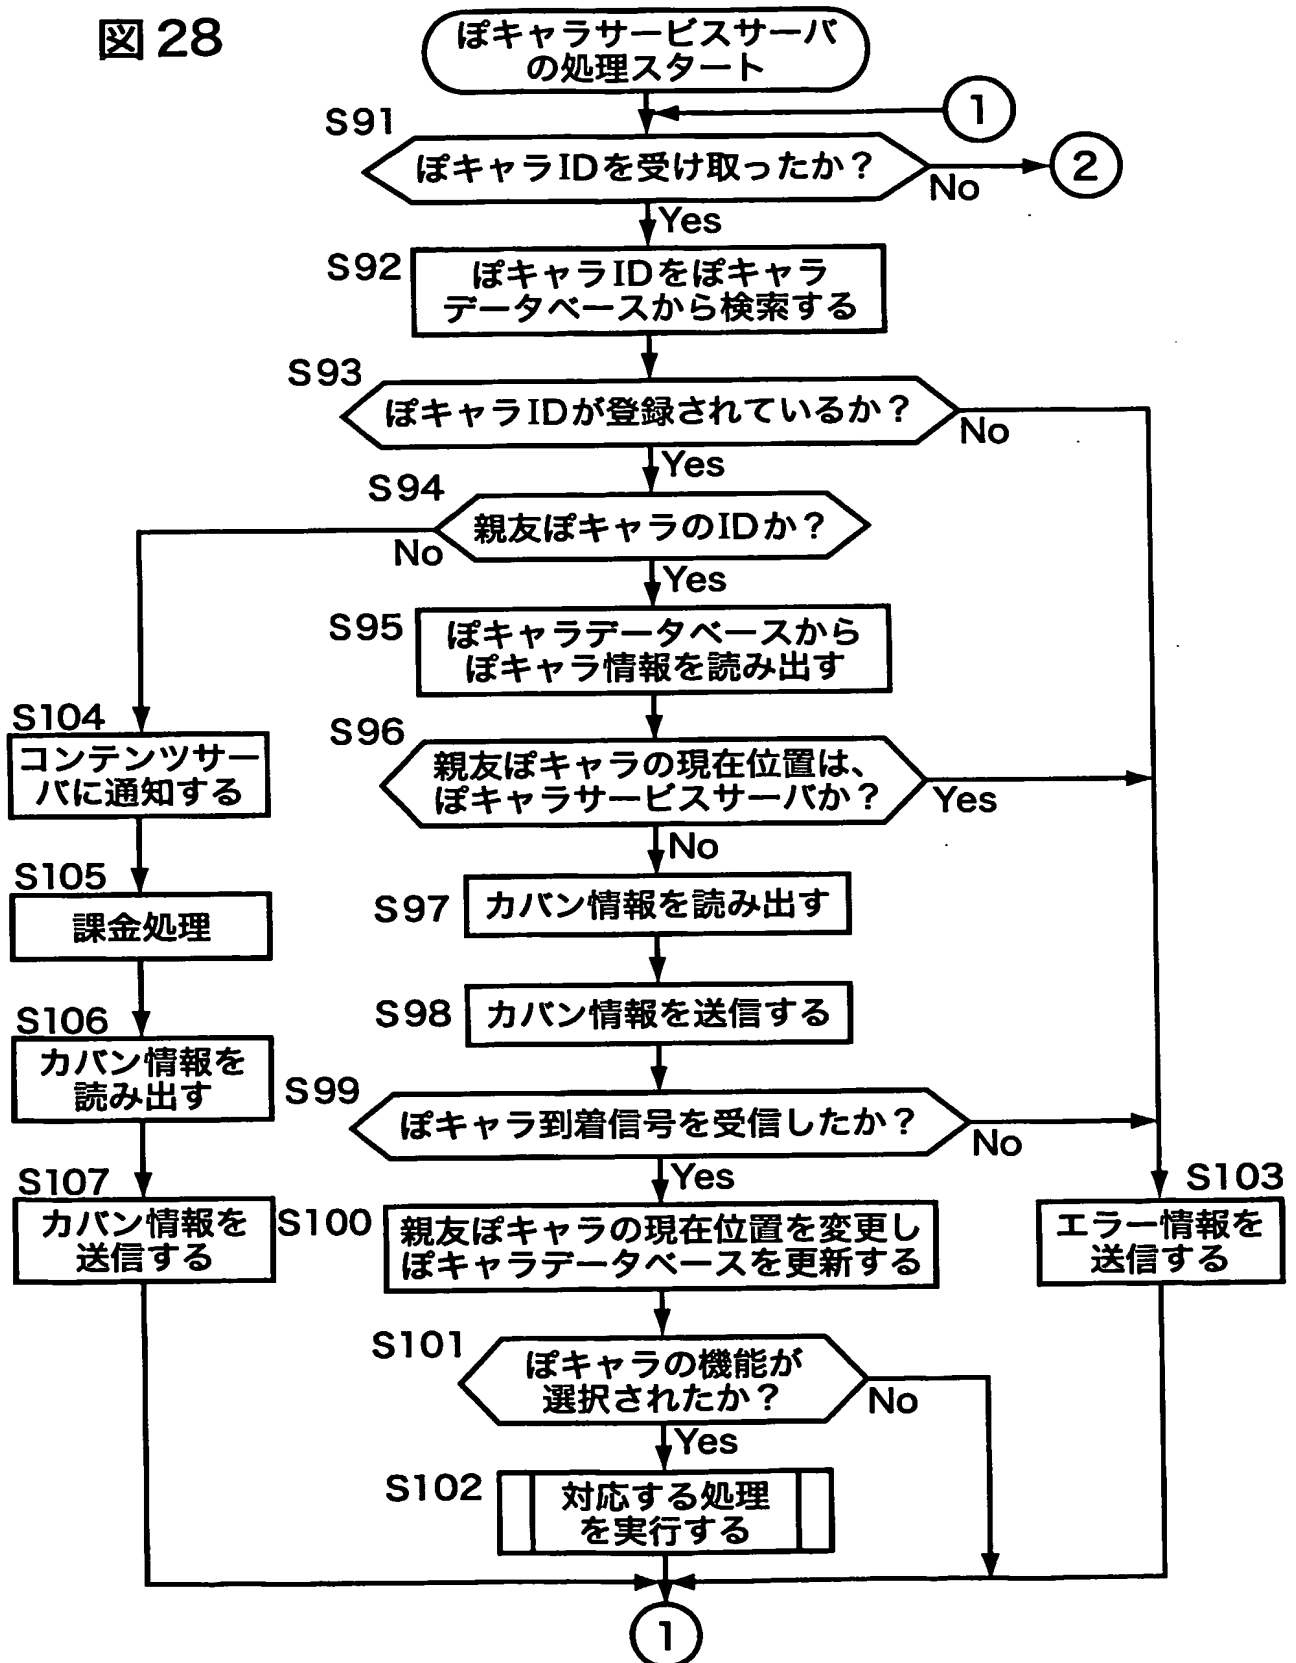 図28
ぽキャラサービスサーバ
の処理スタート
1
S91
ぽキャラIDを受け取ったか？
No
2
Yes
S92
ぽキャラIDをぽキャラ
データベースから検索する
S93
ぽキャラIDが登録されているか？
No
Yes
S94
親友ぽキャラのIDか？
No
Yes
S95
ぽキャラデータベースから
ぽキャラ情報を読み出す
S96
親友ぽキャラの現在位置は、
ぽキャラサービスサーバか？
Yes
No
S97
カバン情報を読み出す
S98
カバン情報を送信する
S99
ぽキャラ到着信号を受信したか？
No
Yes
S100
親友ぽキャラの現在位置を変更し
ぽキャラデータベースを更新する
S101
ぽキャラの機能が
選択されたか？
No
Yes
S102
対応する処理
を実行する
S103
エラー情報を
送信する
S104
コンテンツサー
バに通知する
S105
課金処理
S106
カバン情報を
読み出す
S107
カバン情報を
送信する
1